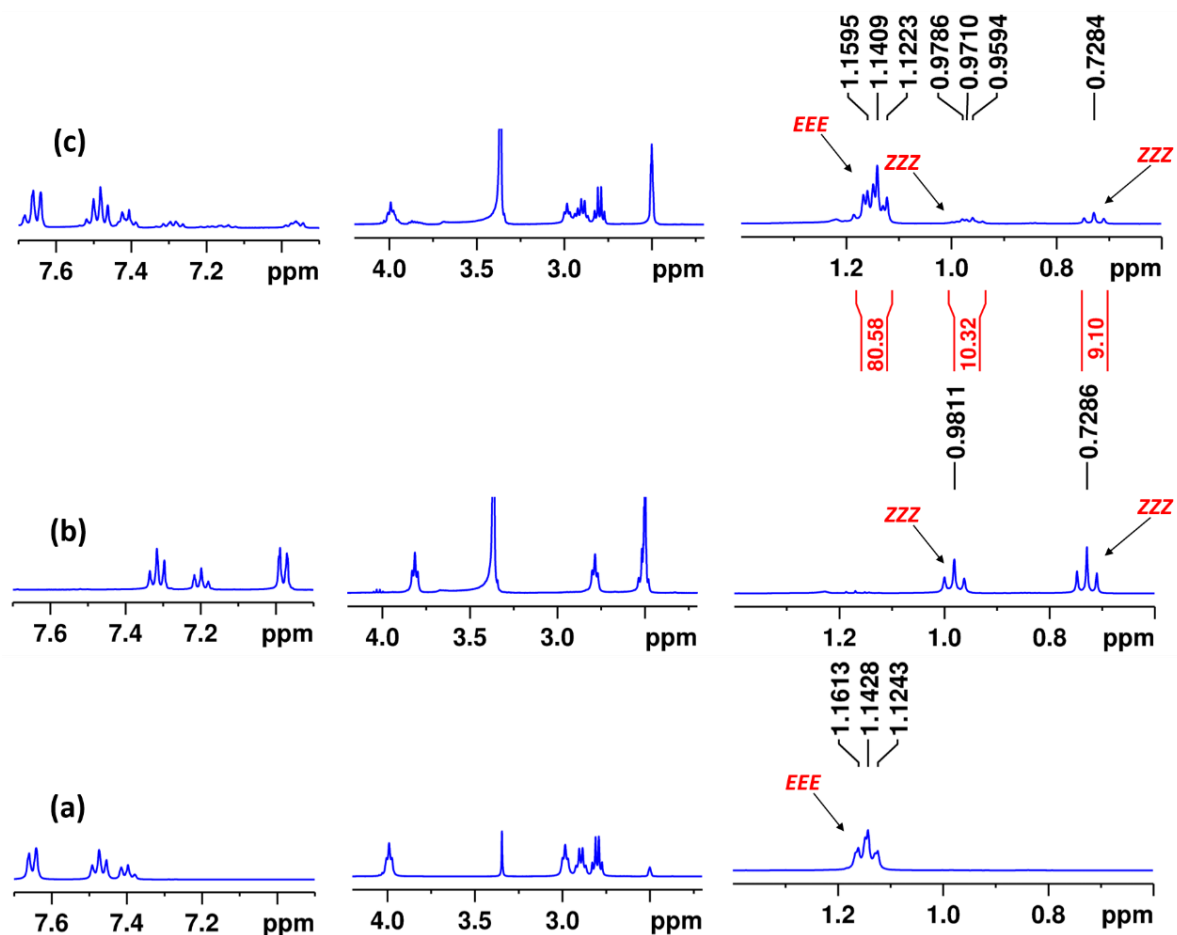 1.1595
1.1409
1.1223
0.9786
0.9710
0.9594
0.7284
(c)
EEE
ZZZ
ZZZ
7.6 7.4 7.2 ppm
4.0 3.5 3.0 ppm
1.2 1.0 0.8 ppm
80.58
10.32
9.10
0.9811
0.7286
(b)
ZZZ
ZZZ
7.6 7.4 7.2 ppm
4.0 3.5 3.0 ppm
1.2 1.0 0.8 ppm
1.1613
1.1428
1.1243
(a)
EEE
7.6 7.4 7.2 ppm
4.0 3.5 3.0 ppm
1.2 1.0 0.8 ppm